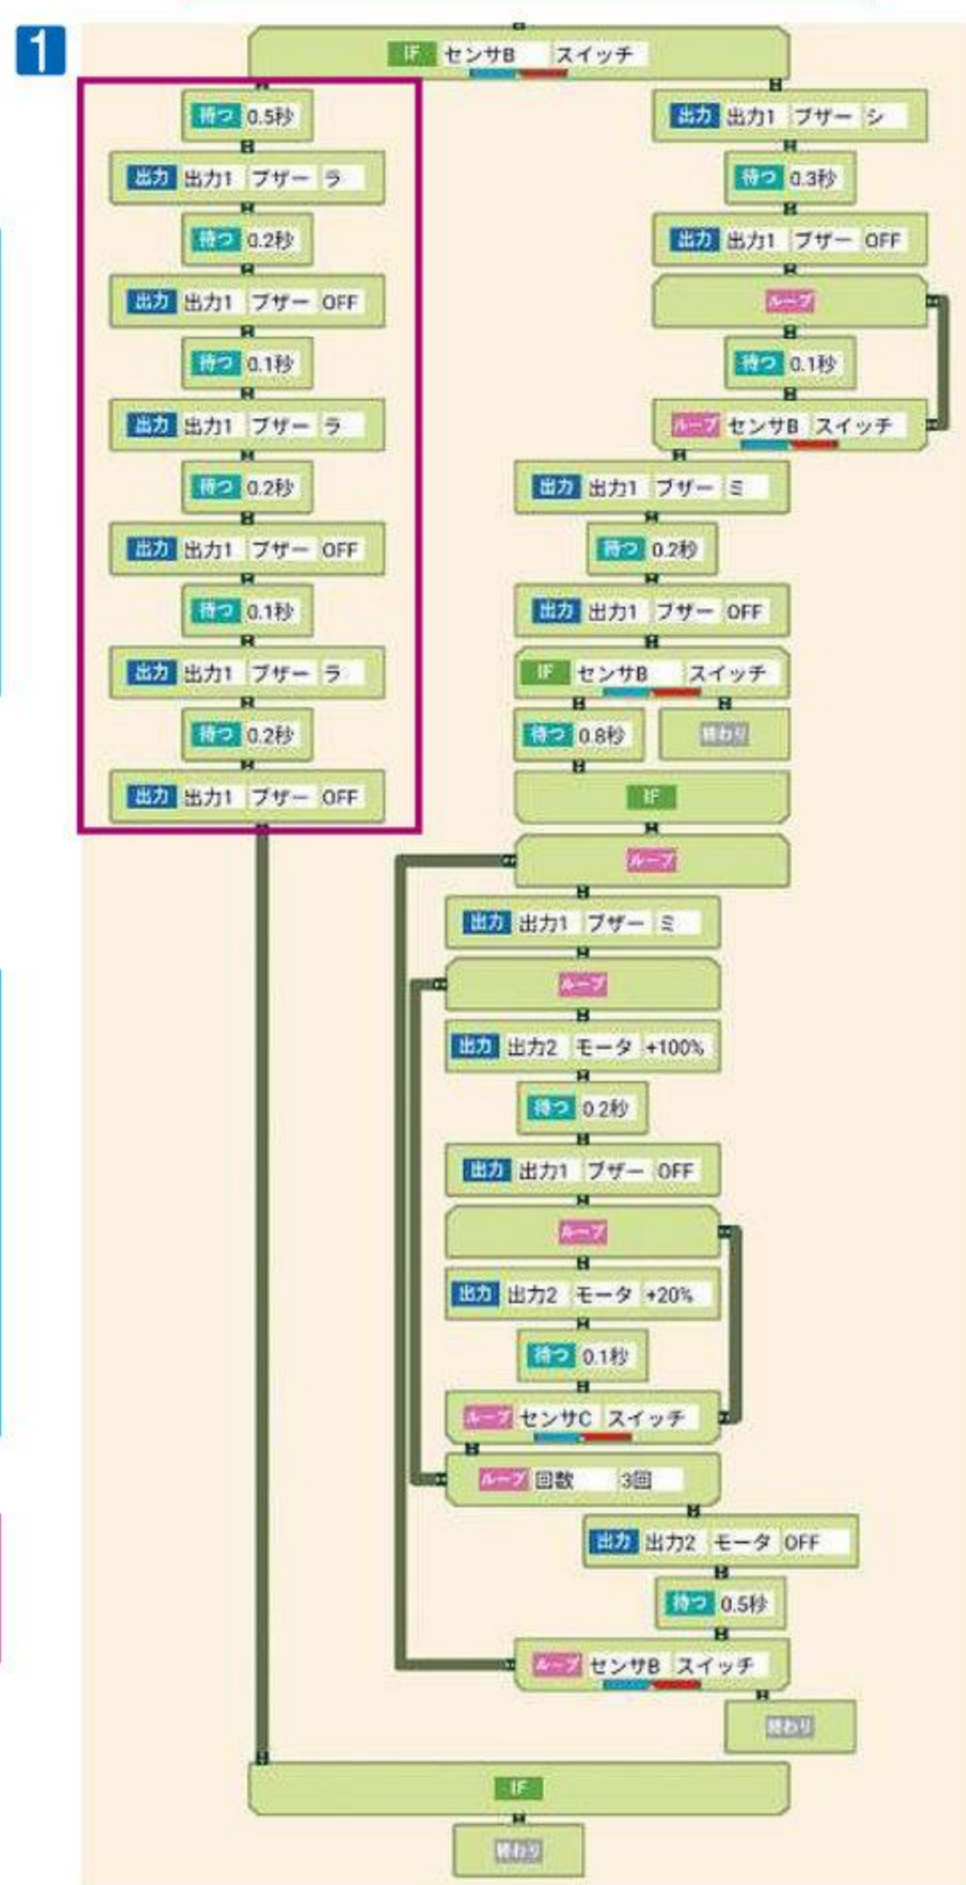 1
IF センサB スイッチ
待つ 0.5秒
出力 出力1 ブザー ラ
待つ 0.2秒
出力 出力1 ブザー OFF
待つ 0.1秒
出力 出力1 ブザー ラ
待つ 0.2秒
出力 出力1 ブザー OFF
待つ 0.1秒
出力 出力1 ブザー ラ
待つ 0.2秒
出力 出力1 ブザー OFF
出力 出力1 ブザー シ
待つ 0.3秒
出力 出力1 ブザー OFF
ループ
待つ 0.1秒
ループ センサB スイッチ
出力 出力1 ブザー ミ
待つ 0.2秒
出力 出力1 ブザー OFF
IF センサB スイッチ
待つ 0.8秒
終わり
IF
ループ
出力 出力1 ブザー ミ
ループ
出力 出力2 モータ +100%
待つ 0.2秒
出力 出力1 ブザー OFF
ループ
出力 出力2 モータ +20%
待つ 0.1秒
ループ センサC スイッチ
ループ 回数 3回
出力 出力2 モータ OFF
待つ 0.5秒
ループ センサB スイッチ
終わり
IF
終わり